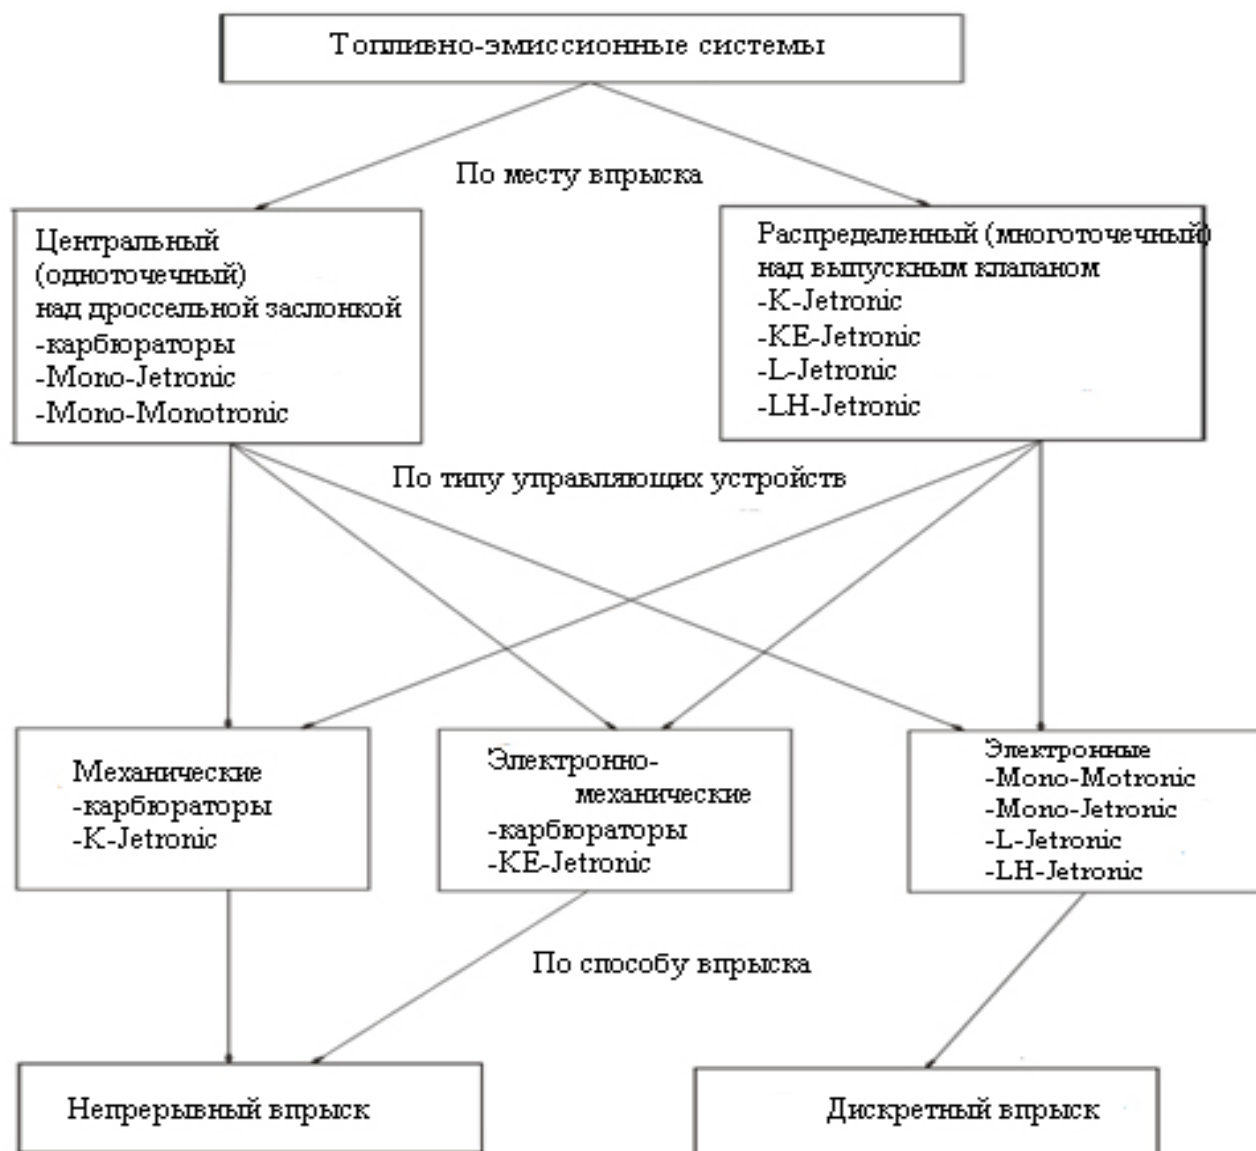 Топливно-эмиссионные системы
По месту впрыска
Центральный
(одноточечный)
над дроссельной заслонкой
-карбюраторы
-Mono-Jetronic
-Mono-Monotronic
Распределенный (многоточечный)
над выпускным клапаном
-K-Jetronic
-KE-Jetronic
-L-Jetronic
-LH-Jetronic
По типу управляющих устройств
Механические
-карбюраторы
-K-Jetronic
Электронно-
механические
-карбюраторы
-KE-Jetronic
Электронные
-Mono-Motronic
-Mono-Jetronic
-L-Jetronic
-LH-Jetronic
По способу впрыска
Непрерывный впрыск
Дискретный впрыск